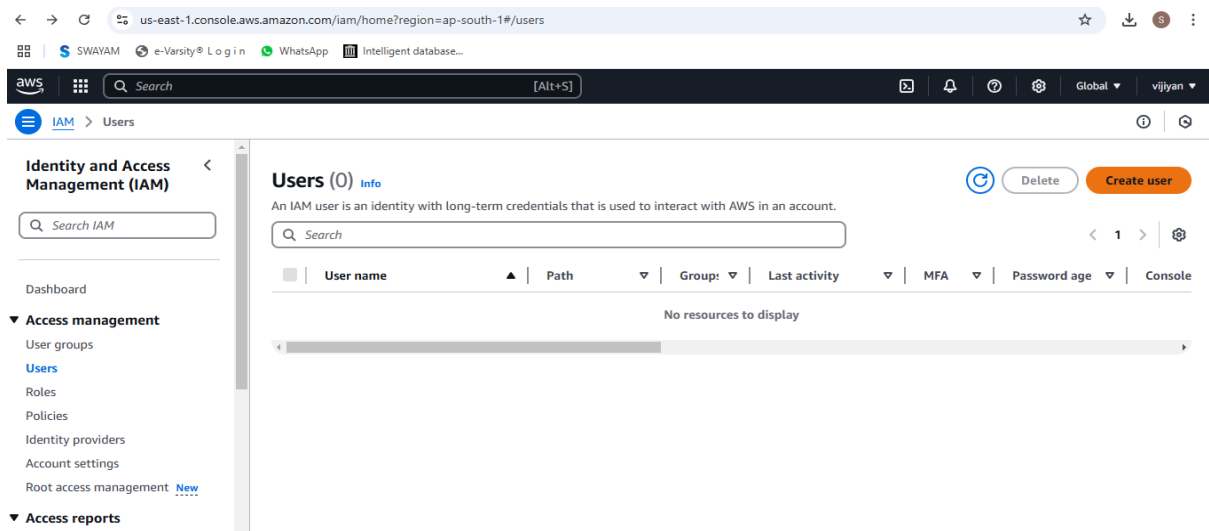 us-east-1.console.aws.amazon.com/iam/home?region=ap-south-1#/users
S
SWAYAM e-Varsity® L o g i n WhatsApp Intelligent database...
aws Search [Alt+S] Global vijiyan
IAM > Users
Identity and Access
Management (IAM)
Search IAM
Dashboard
Access management
User groups
Users
Roles
Policies
Identity providers
Account settings
Root access management New
Access reports
Users (0) Info
Delete
Create user
An IAM user is an identity with long-term credentials that is used to interact with AWS in an account.
Search
1
User name Path Groups Last activity MFA Password age Console
No resources to display